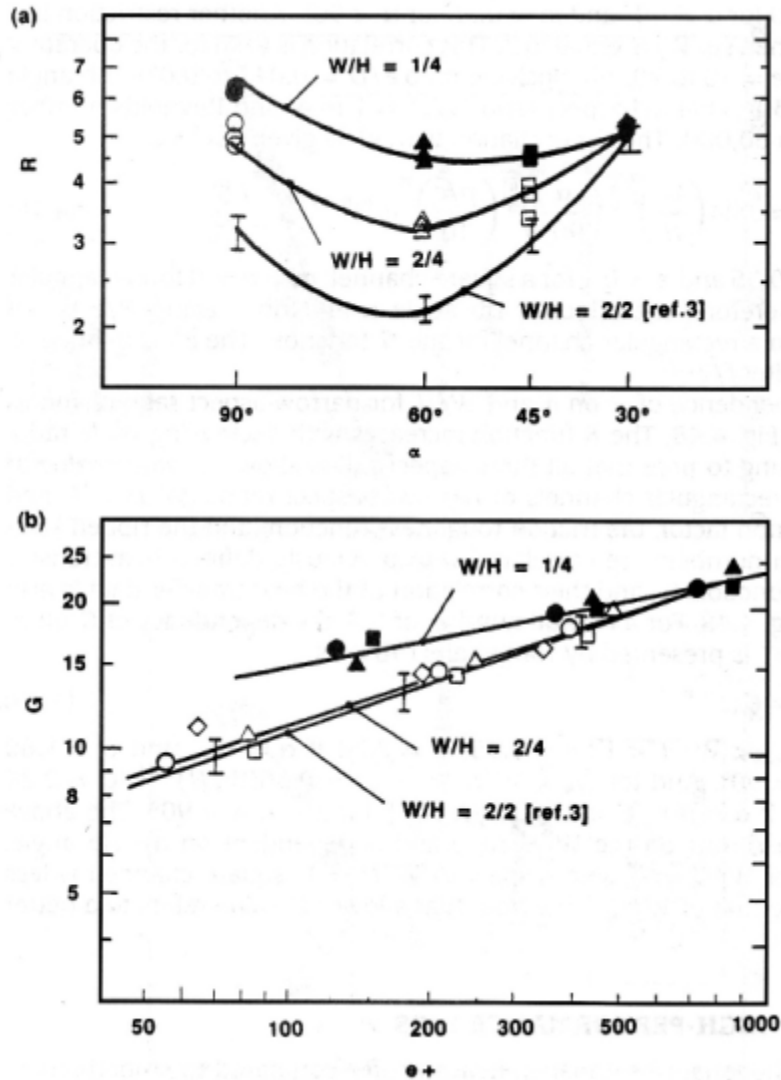 (a)
7
W/H = 1/4
6
5
R
4
3
W/H = 2/4
W/H = 2/2 [ref.3]
2
90° 60° 45° 30°
α
(b)
25
W/H = 1/4
20
15
G
10
W/H = 2/4
8
W/H = 2/2 [ref.3]
5
50 100 200 300 500 1000
e+